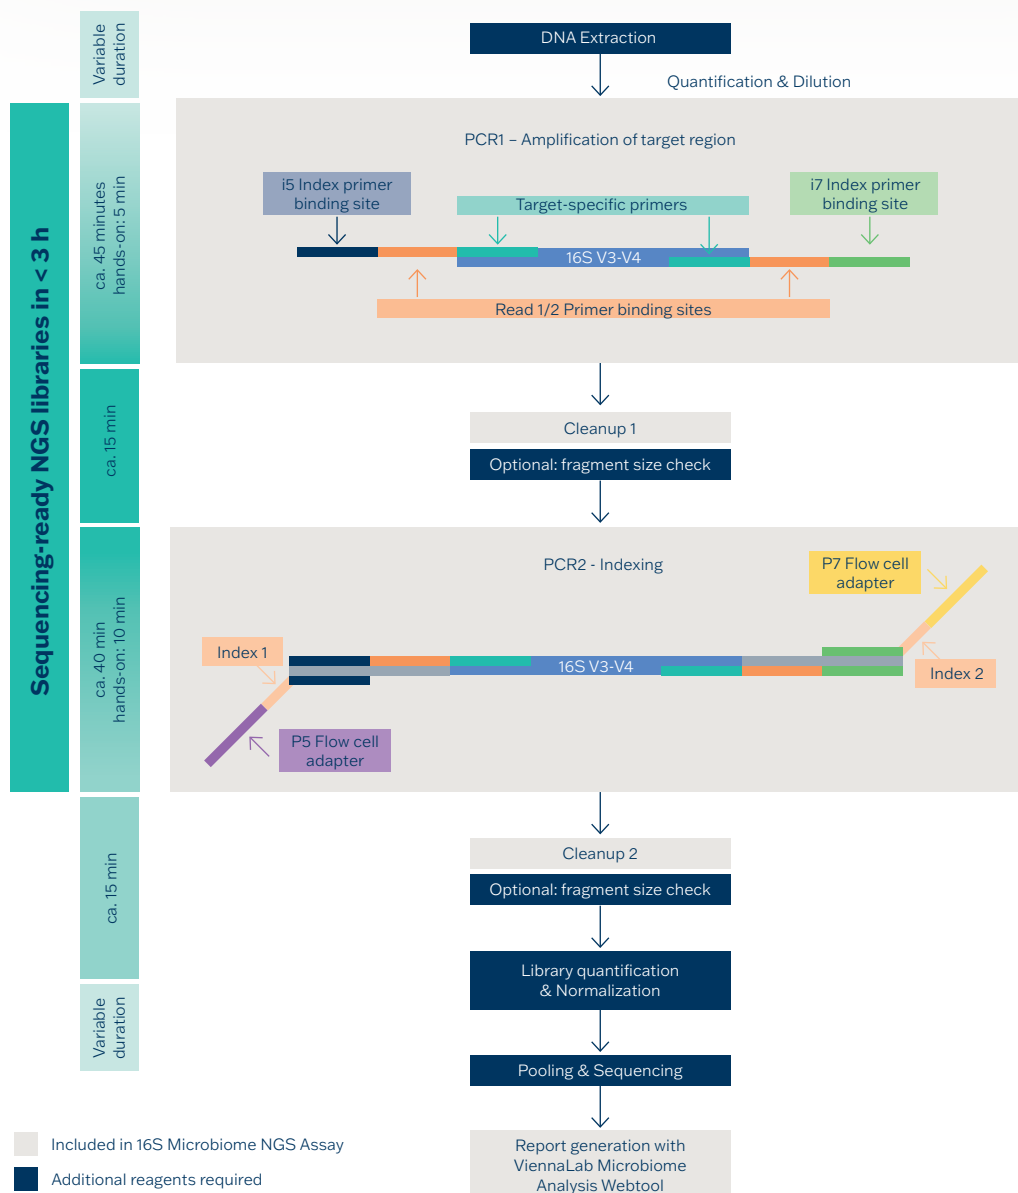 Variable
duration
DNA Extraction
Quantification & Dilution
Sequencing-ready NGS libraries in < 3 h
ca. 45 minutes
hands-on: 5 min
PCR1 – Amplification of target region
i5 Index primer
binding site
Target-specific primers
i7 Index primer
binding site
16S V3-V4
Read 1/2 Primer binding sites
ca. 15 min
Cleanup 1
Optional: fragment size check
ca. 40 min
hands-on: 10 min
PCR2 - Indexing
P7 Flow cell
adapter
Index 1
16S V3-V4
Index 2
P5 Flow cell
adapter
ca. 15 min
Cleanup 2
Optional: fragment size check
Library quantification
& Normalization
Variable
duration
Pooling & Sequencing
Report generation with
ViennaLab Microbiome
Analysis Webtool
Included in 16S Microbiome NGS Assay
Additional reagents required